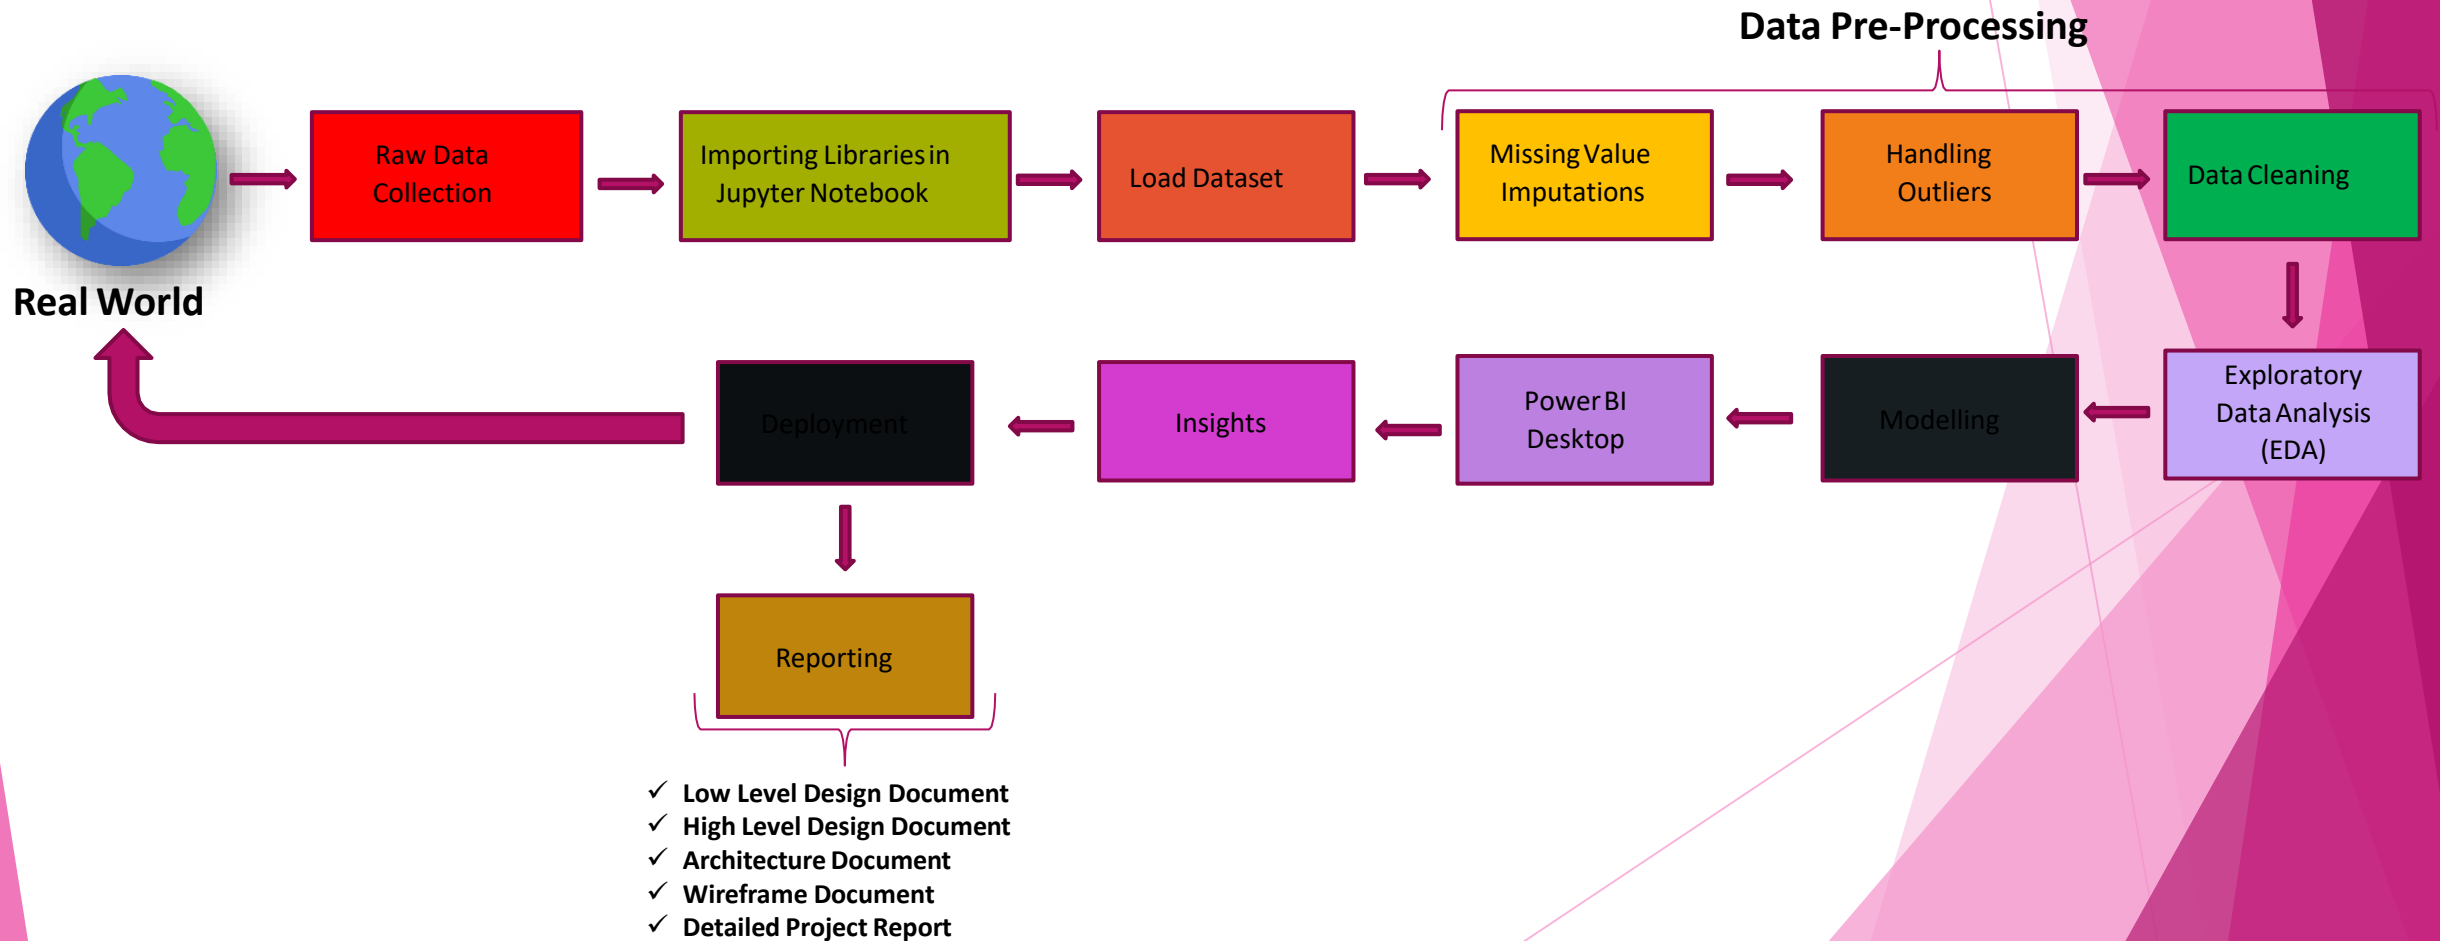 Data Pre-Processing
Real World
Raw Data
Collection
Importing Libraries in
Jupyter Notebook
Load Dataset
Missing Value
Imputations
Handling
Outliers
Data Cleaning
Exploratory
Data Analysis
(EDA)
Modelling
Power BI
Desktop
Insights
Deployment
Reporting
✓ Low Level Design Document
✓ High Level Design Document
✓ Architecture Document
✓ Wireframe Document
✓ Detailed Project Report